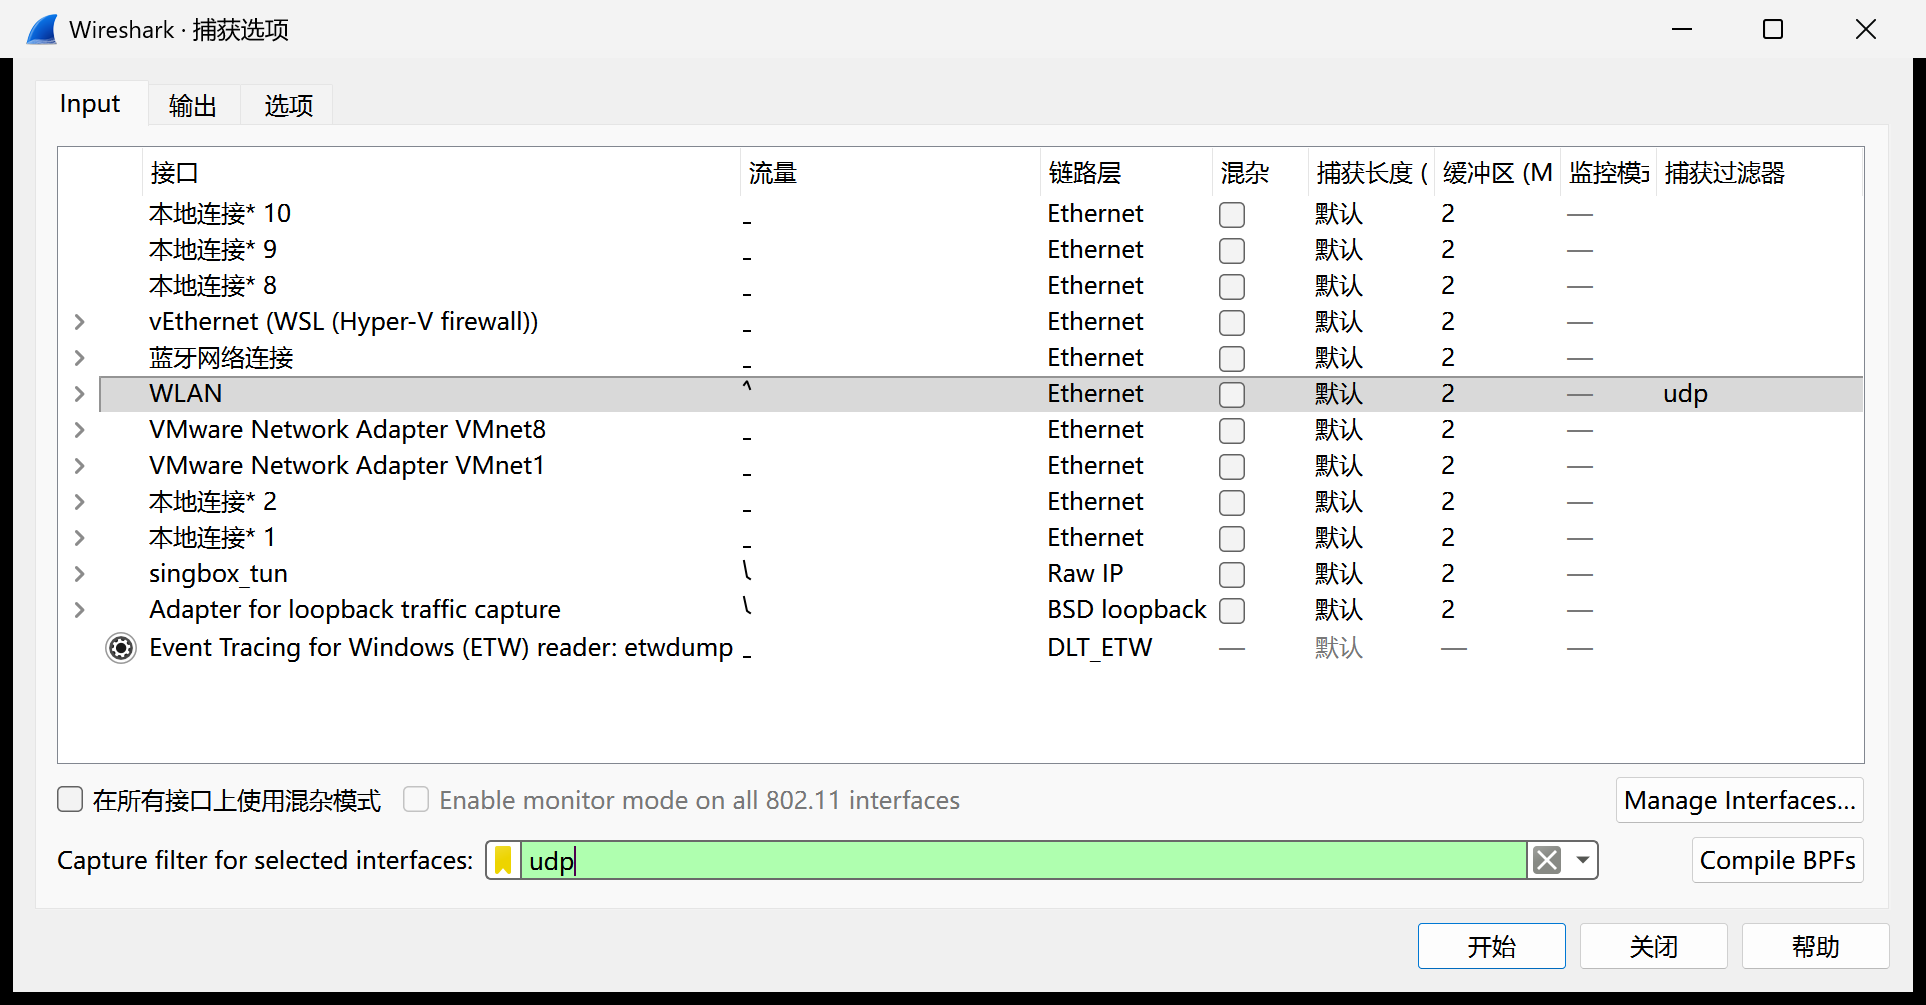 Wireshark · 捕获选项
Input 输出 选项
接口 流量 链路层 混杂 捕获长度 ( 缓冲区 (M 监控模式 捕获过滤器
本地连接* 10 _ Ethernet 默认 2 —
本地连接* 9 _ Ethernet 默认 2 —
本地连接* 8 _ Ethernet 默认 2 —
vEthernet (WSL (Hyper-V firewall)) _ Ethernet 默认 2 —
蓝牙网络连接 _ Ethernet 默认 2 —
WLAN Ethernet 默认 2 — udp
VMware Network Adapter VMnet8 _ Ethernet 默认 2 —
VMware Network Adapter VMnet1 _ Ethernet 默认 2 —
本地连接* 2 _ Ethernet 默认 2 —
本地连接* 1 _ Ethernet 默认 2 —
singbox_tun Raw IP 默认 2 —
Adapter for loopback traffic capture BSD loopback 默认 2 —
Event Tracing for Windows (ETW) reader: etwdump _ DLT_ETW — 默认 — —
在所有接口上使用混杂模式 Enable monitor mode on all 802.11 interfaces Manage Interfaces...
Capture filter for selected interfaces: udp Compile BPFs
开始 关闭 帮助